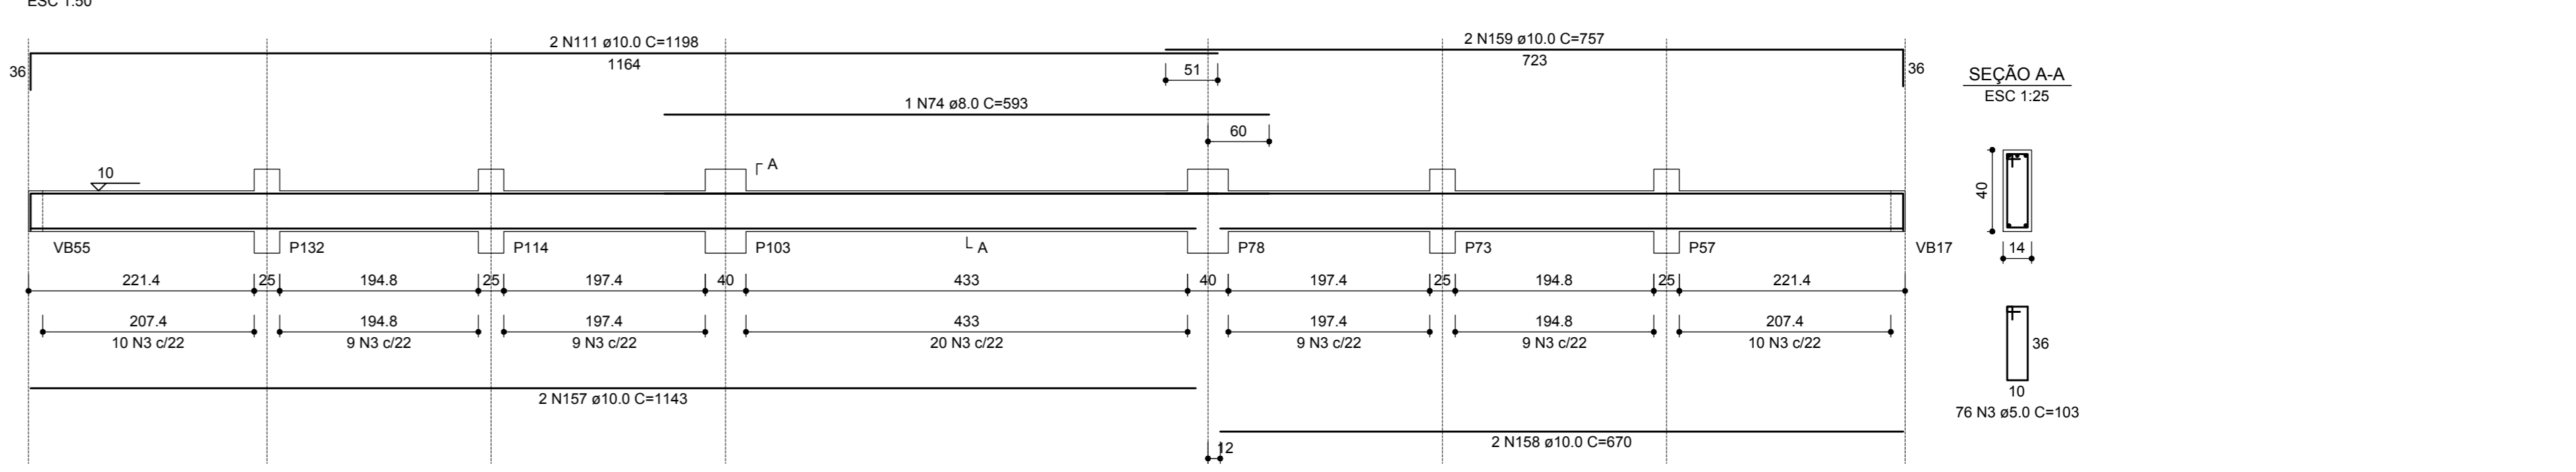 ESC 1:50
2 N111 ø10.0 C=1198
2 N159 ø10.0 C=757
36
1164
51
723
36
SEÇÃO A-A
ESC 1:25
1 N74 ø8.0 C=593
60
10
A
40
VB55
P132
P114
P103
A
P78
P73
P57
VB17
14
221.4
25
194.8
25
197.4
40
433
40
197.4
25
194.8
25
221.4
207.4
194.8
197.4
433
197.4
194.8
207.4
10 N3 c/22
9 N3 c/22
9 N3 c/22
20 N3 c/22
9 N3 c/22
9 N3 c/22
10 N3 c/22
36
10
2 N157 ø10.0 C=1143
76 N3 ø5.0 C=103
2 N158 ø10.0 C=670
12